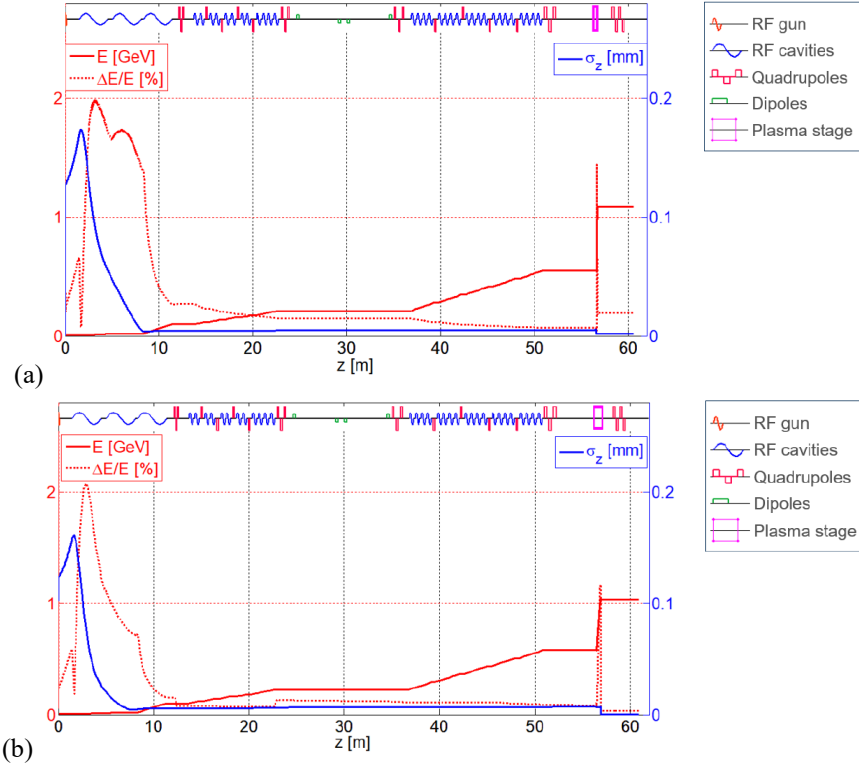 E [GeV]
ΔE/E [%]
σz [mm]
2
1
0
0.2
0.1
0
0 10 20 30 40 50 60
z [m]
RF gun
RF cavities
Quadrupoles
Dipoles
Plasma stage
(a)
E [GeV]
ΔE/E [%]
σz [mm]
2
1
0
0.2
0.1
0
0 10 20 30 40 50 60
z [m]
RF gun
RF cavities
Quadrupoles
Dipoles
Plasma stage
(b)